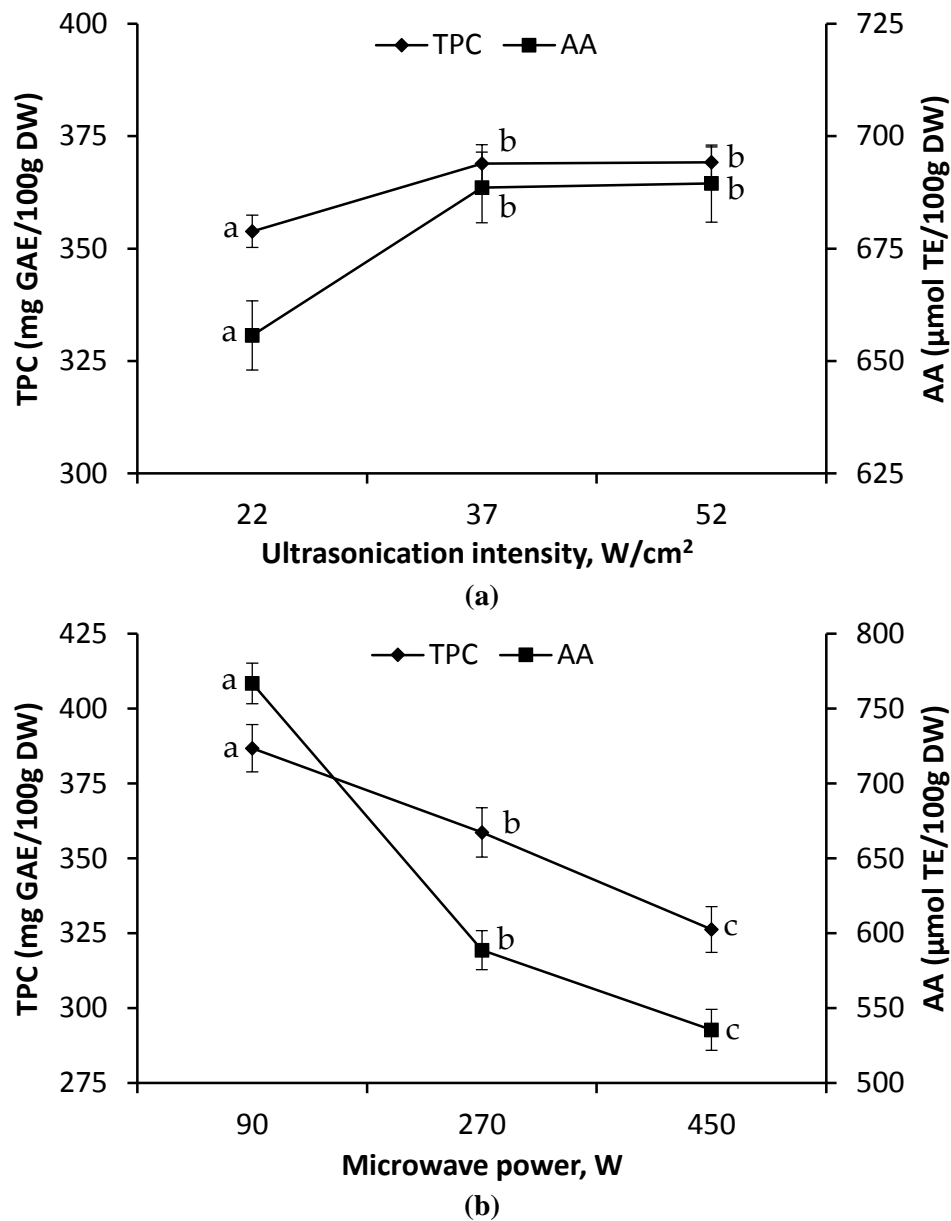 TPC AA
TPC (mg GAE/100g DW)
400
375
350
325
300
AA (µmol TE/100g DW)
725
700
675
650
625
a
a
b
b
b
b
22 37 52
Ultrasonication intensity, W/cm²
(a)
TPC AA
TPC (mg GAE/100g DW)
425
400
375
350
325
300
275
AA (µmol TE/100g DW)
800
750
700
650
600
550
500
a
a
b
b
c
c
90 270 450
Microwave power, W
(b)